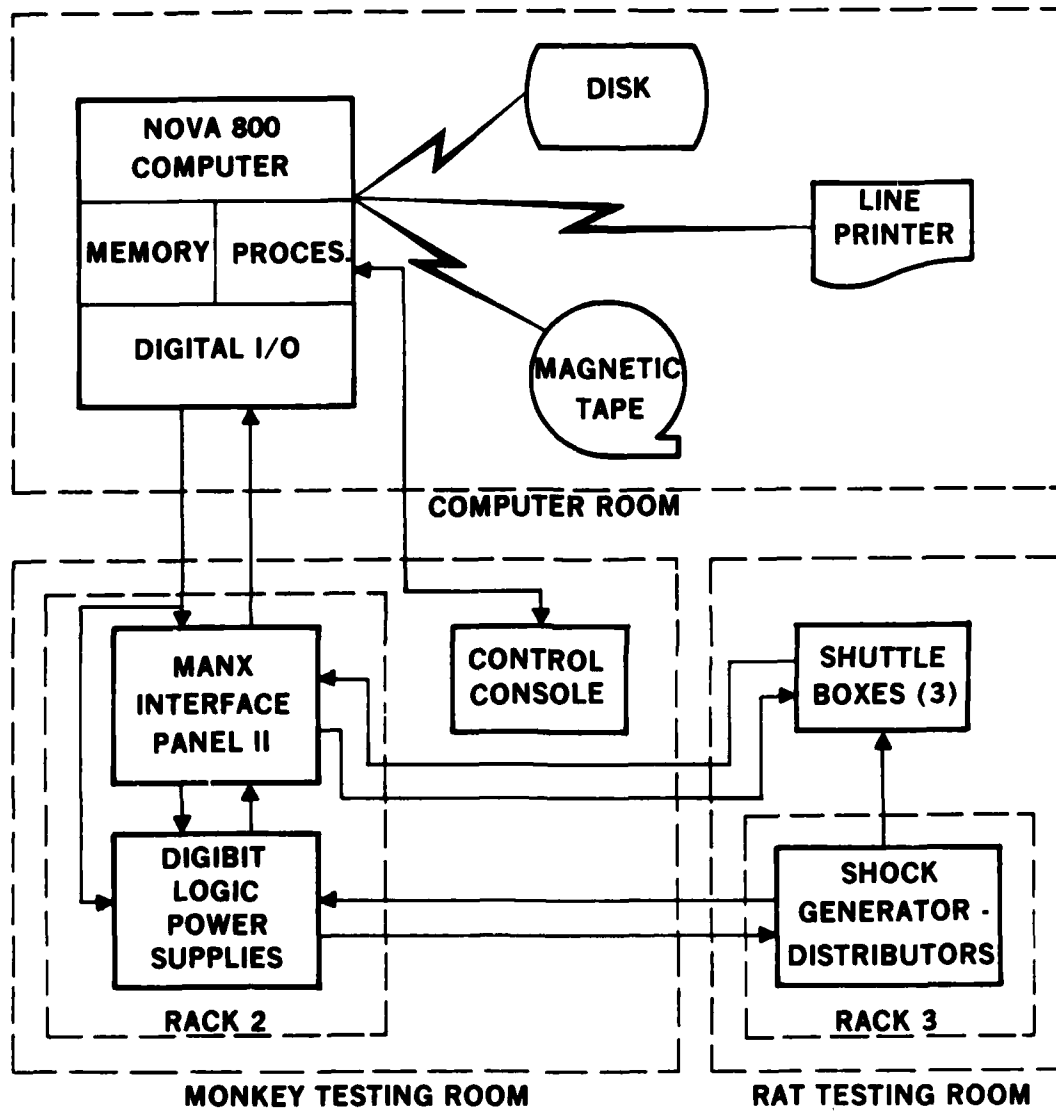 NOVA 800
COMPUTER
MEMORY
PROCES.
DIGITAL I/O
DISK
LINE
PRINTER
MAGNETIC
TAPE
COMPUTER ROOM
MANX
INTERFACE
PANEL II
DIGIBIT
LOGIC
POWER
SUPPLIES
RACK 2
CONTROL
CONSOLE
MONKEY TESTING ROOM
SHUTTLE
BOXES (3)
SHOCK
GENERATOR -
DISTRIBUTORS
RACK 3
RAT TESTING ROOM